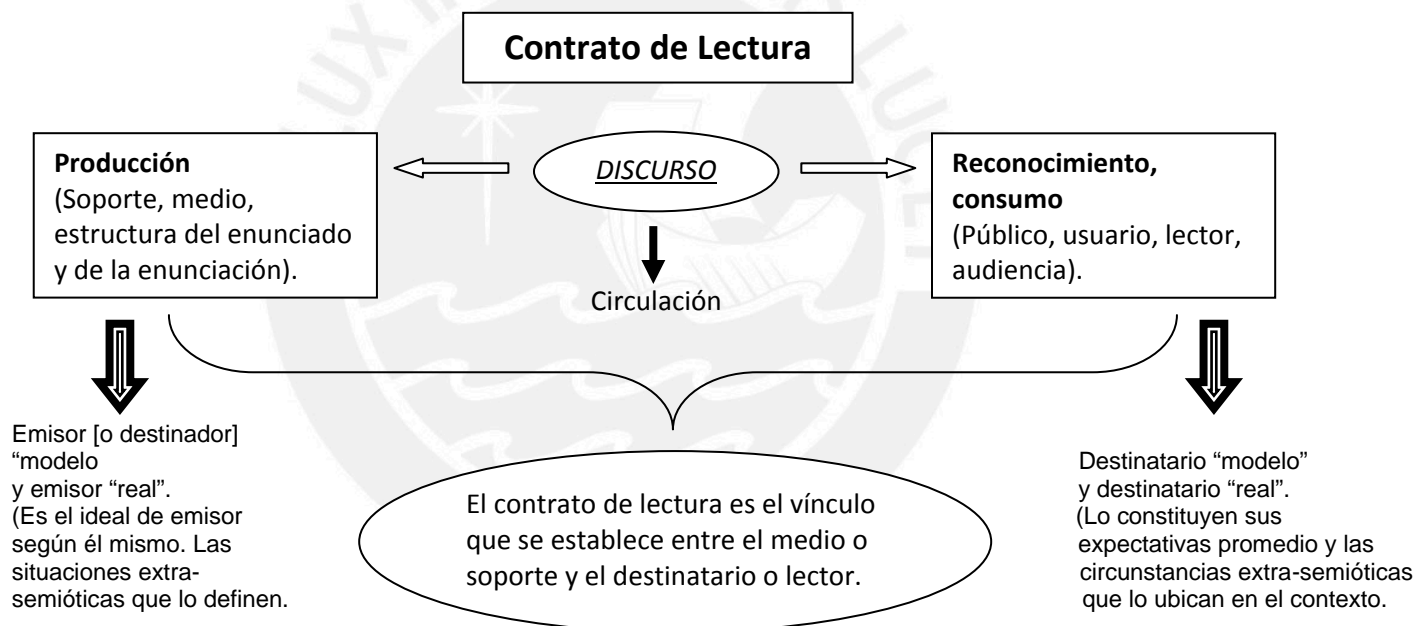 Contrato de Lectura
Producción
(Soporte, medio,
estructura del enunciado
y de la enunciación).
DISCURSO
Reconocimiento,
consumo
(Público, usuario, lector,
audiencia).
Circulación
Emisor [o destinador]
“modelo
y emisor “real”.
(Es el ideal de emisor
según él mismo. Las
situaciones extra-
semióticas que lo definen.
El contrato de lectura es el vínculo
que se establece entre el medio o
soporte y el destinatario o lector.
Destinatario “modelo”
y destinatario “real”.
(Lo constituyen sus
expectativas promedio y las
circunstancias extra-semióticas
que lo ubican en el contexto.